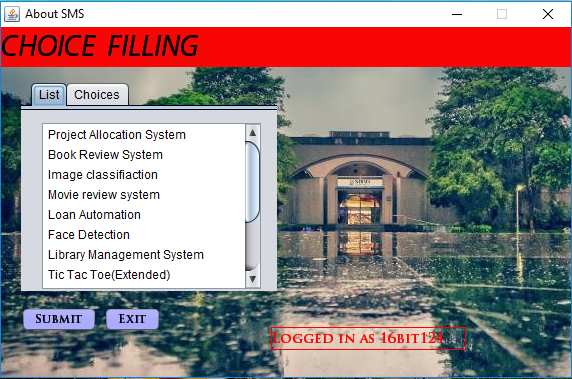 About SMS
CHOICE FILLING
List Choices
Project Allocation System
Book Review System
Image classifiaction
Movie review system
Loan Automation
Face Detection
Library Management System
Tic Tac Toe(Extended)
Submit Exit
Logged in as 16bit121